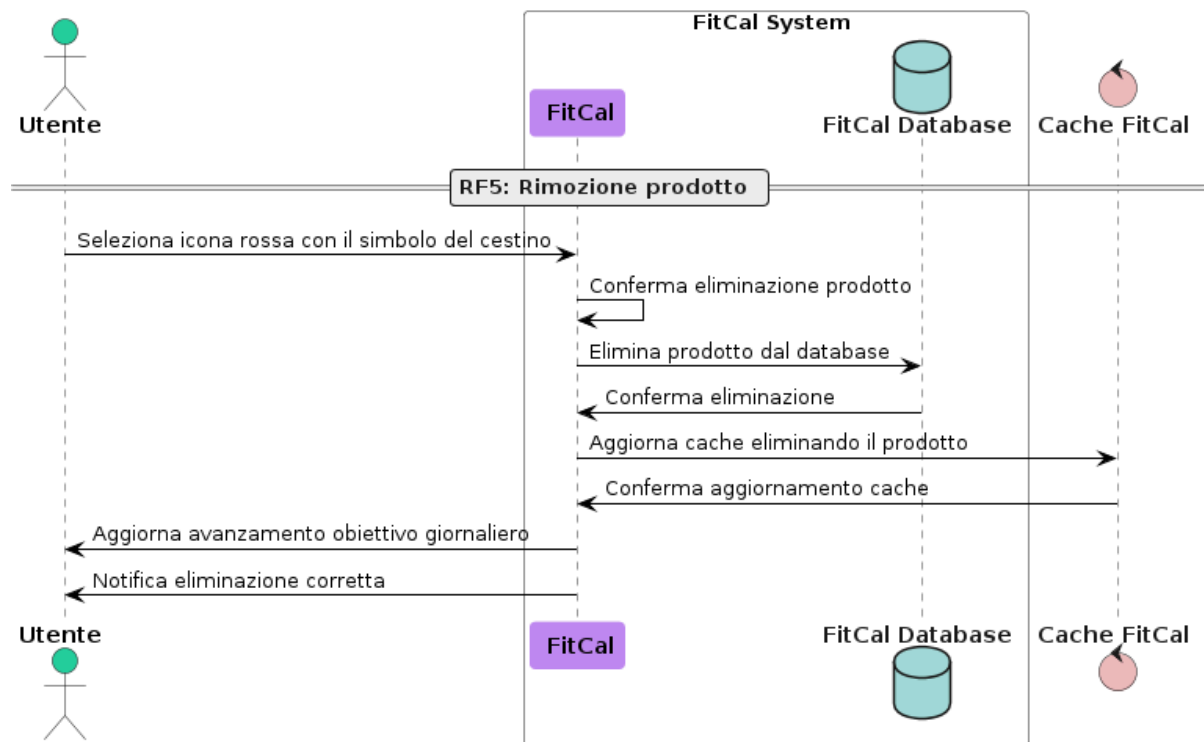 FitCal System
Utente
FitCal
FitCal Database
Cache FitCal
RF5: Rimozione prodotto
Seleziona icona rossa con il simbolo del cestino
Conferma eliminazione prodotto
Elimina prodotto dal database
Conferma eliminazione
Aggiorna cache eliminando il prodotto
Conferma aggiornamento cache
Aggiorna avanzamento obiettivo giornaliero
Notifica eliminazione corretta
Utente
FitCal
FitCal Database
Cache FitCal